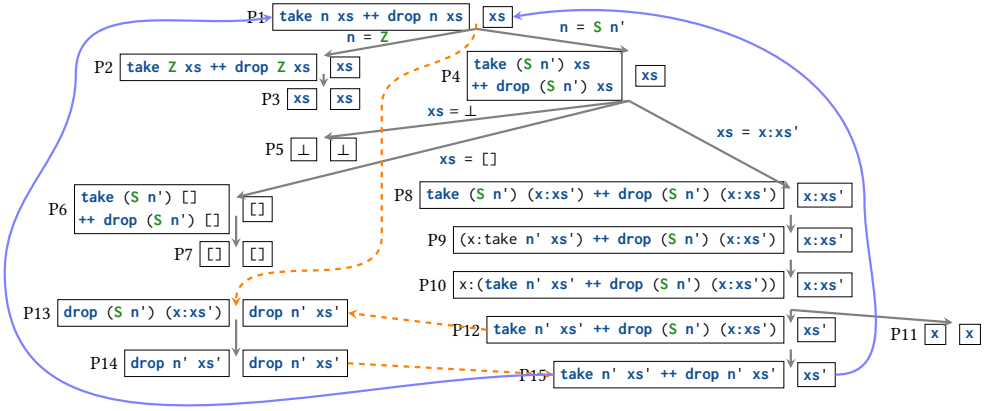 P1 take n xs ++ drop n xs xs
n = Z
n = S n'
P2 take Z xs ++ drop Z xs xs
P4 take (S n') xs
++ drop (S n') xs xs
P3 xs xs
xs = ⊥
xs = x:xs'
P5 ⊥ ⊥
xs = []
P6 take (S n') []
++ drop (S n') [] []
P8 take (S n') (x:xs') ++ drop (S n') (x:xs') x:xs'
P7 [] []
P9 (x:take n' xs') ++ drop (S n') (x:xs') x:xs'
P10 x:(take n' xs' ++ drop (S n') (x:xs')) x:xs'
P13 drop (S n') (x:xs') drop n' xs'
P12 take n' xs' ++ drop (S n') (x:xs') xs'
P11 x x
P14 drop n' xs' drop n' xs'
P15 take n' xs' ++ drop n' xs' xs'